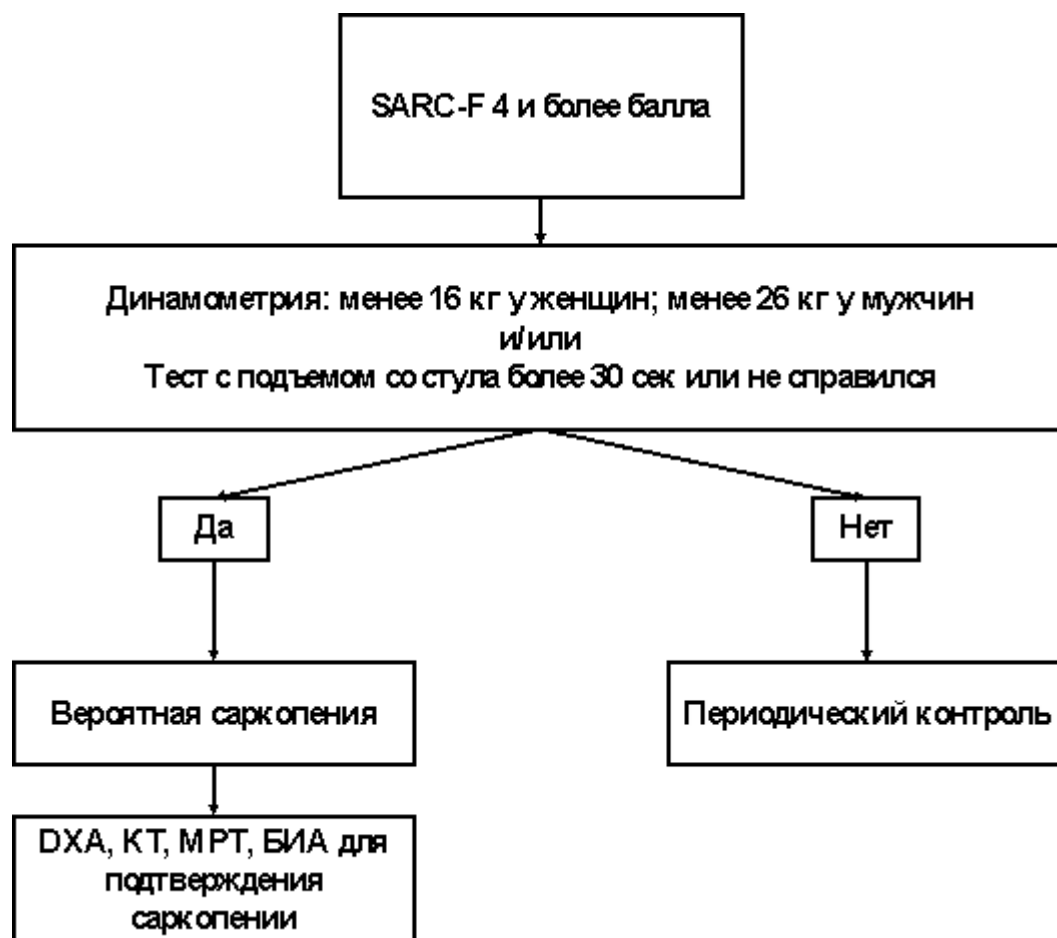 SARC-F 4 и более балла
Динамометрия: менее 16 кг у женщин; менее 26 кг у мужчин
и/или
Тест с подъемом со стула более 30 сек или не справился
Да
Нет
Вероятная саркопения
Периодический контроль
DXA, КТ, МРТ, БИА для
подтверждения
саркопении